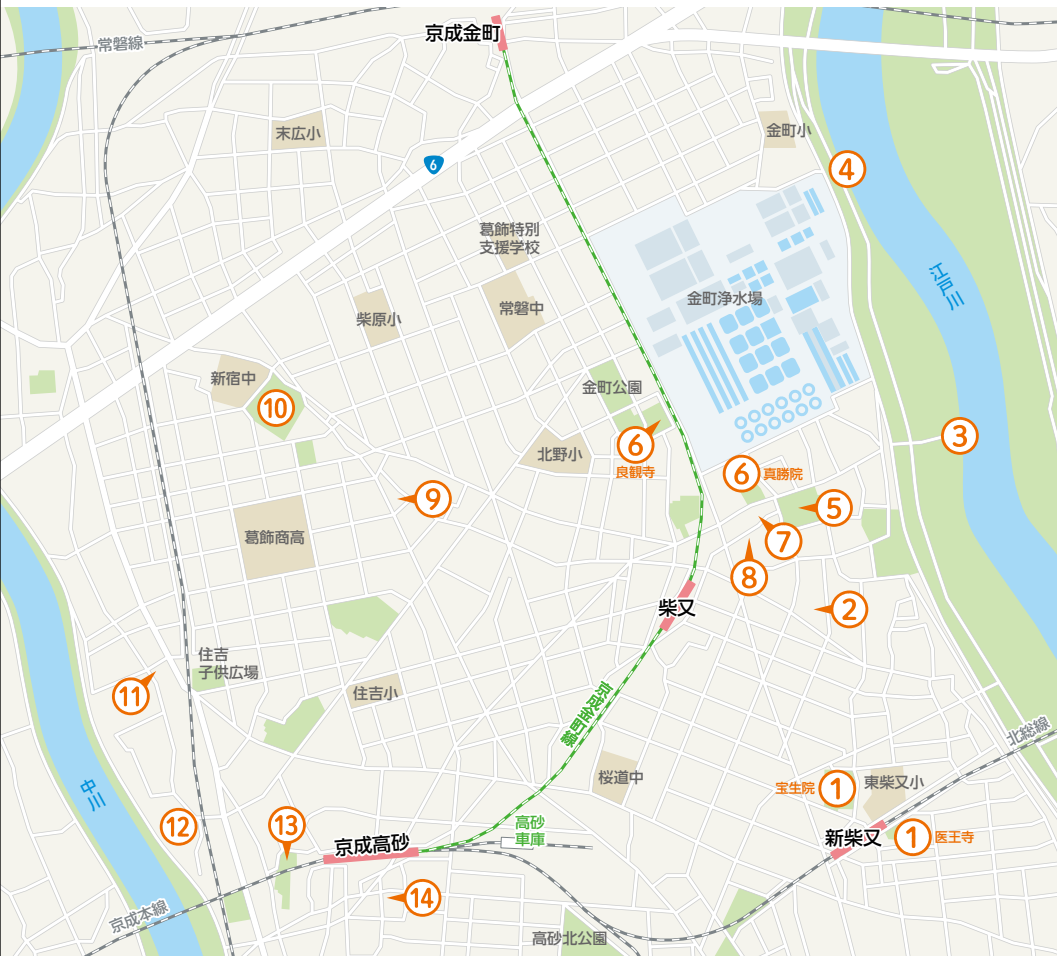 京成金町
常磐線
末広小
金町小
6
④
葛飾特別
支援学校
江戸川
金町浄水場
常磐中
柴原小
新宿中
金町公園
⑩
③
⑥
良観寺
北野小
⑥
真勝院
⑨
⑤
葛飾商高
⑦
⑧
柴又
②
住吉
子供広場
⑪
住吉小
京成金町線
北総線
桜道中
宝生院
①
東柴又小
中川
⑫
⑬
高砂
車庫
京成高砂
新柴又
①
医王寺
⑭
京成本線
高砂北公園